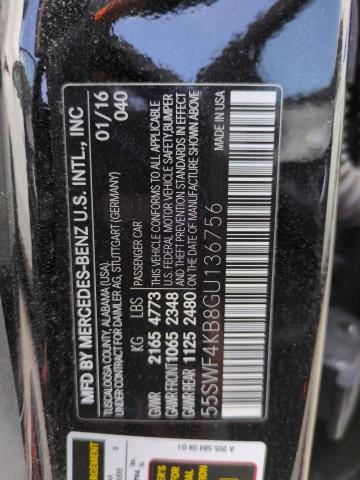 MFD BY MERCEDES-BENZ U.S. INTL., INC
TUSCALOOSA COUNTY, ALABAMA (USA)
UNDER CONTRACT FOR DAIMLER AG, STUTTGART (GERMANY)
01/16
040
KG LBS PASSENGER CAR
GVWR 2165 4773
GAWR FRONT 1065 2348
GAWR REAR 1125 2480
THIS VEHICLE CONFORMS TO ALL APPLICABLE
U.S. FEDERAL MOTOR VEHICLE SAFETY, BUMPER
AND THEFT PREVENTION STANDARDS IN EFFECT
ON THE DATE OF MANUFACTURE SHOWN ABOVE
MADE IN USA
55SWF4KB8GU136756
A 205 584 04 01